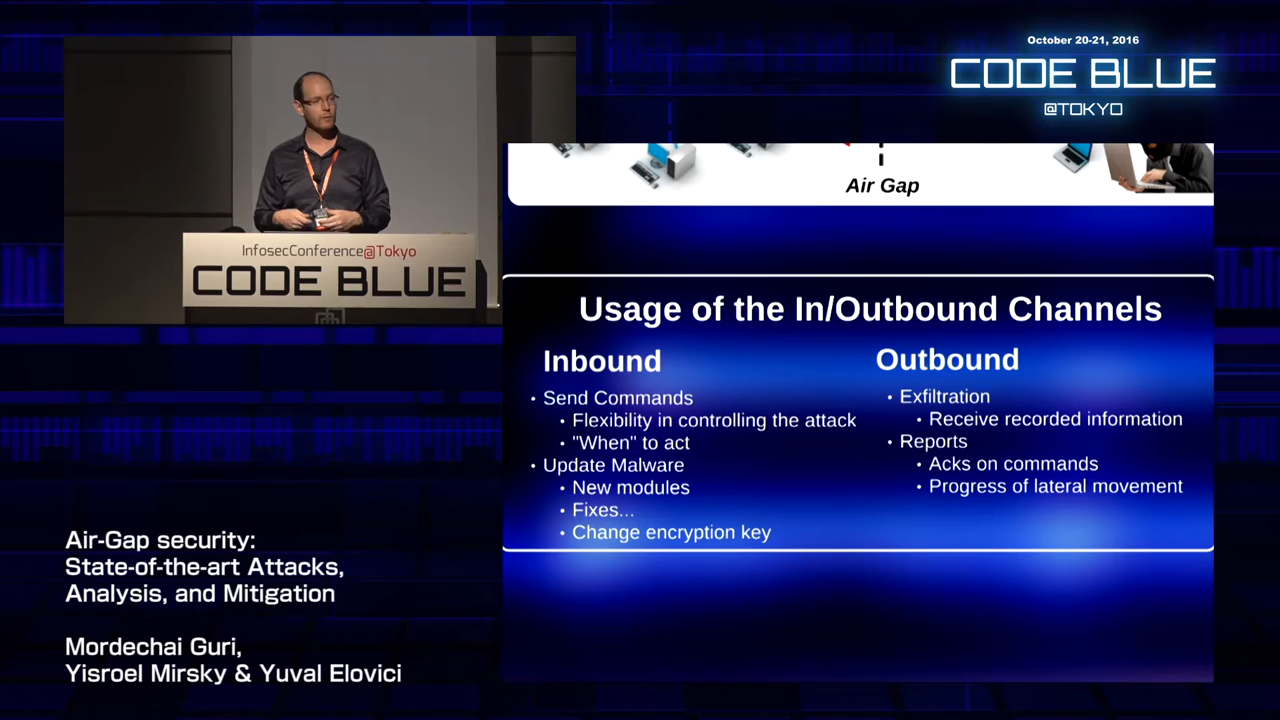 October 20-21, 2016
CODE BLUE
@TOKYO
InfosecConference@Tokyo
CODE BLUE
Air Gap
Usage of the In/Outbound Channels
Inbound
• Send Commands
• Flexibility in controlling the attack
• "When" to act
• Update Malware
• New modules
• Fixes...
• Change encryption key
Outbound
• Exfiltration
• Receive recorded information
• Reports
• Acks on commands
• Progress of lateral movement
Air-Gap security:
State-of-the-art Attacks,
Analysis, and Mitigation
Mordechai Guri,
Yisroel Mirsky & Yuval Elovici